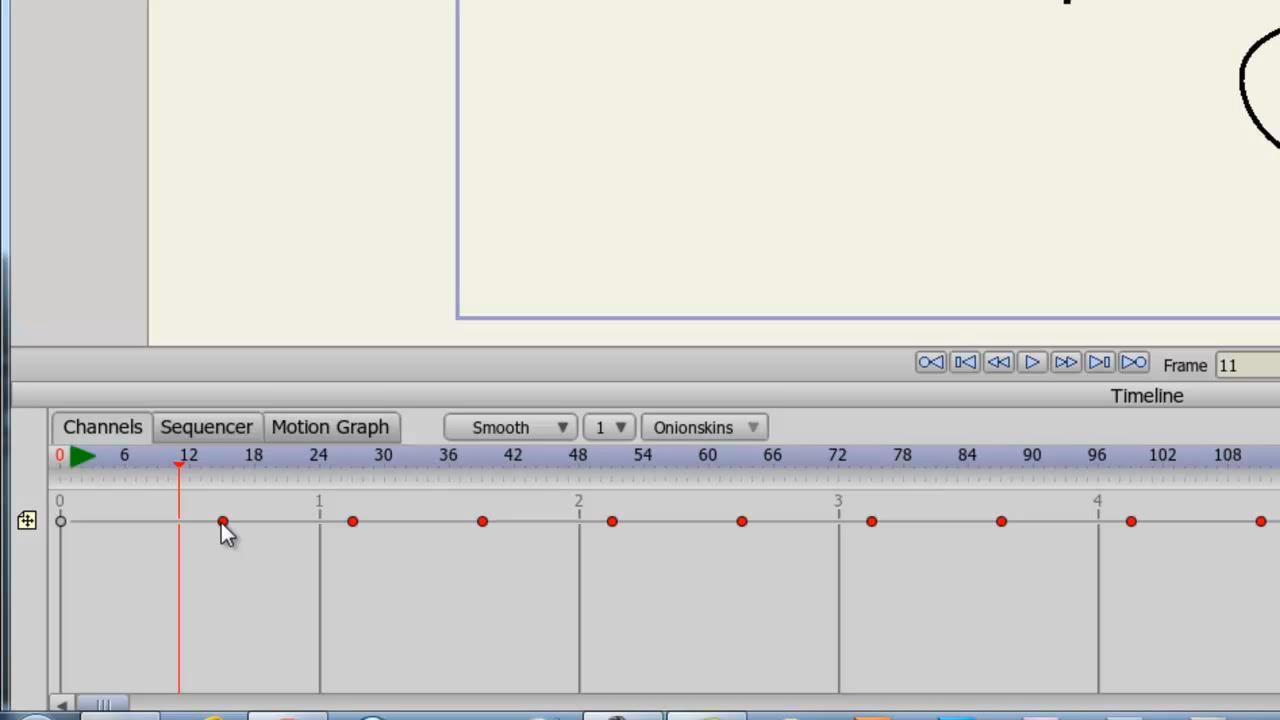 Frame 11
Timeline
Channels Sequencer Motion Graph Smooth 1 Onionskins
0 6 12 18 24 30 36 42 48 54 60 66 72 78 84 90 96 102 108
0 1 2 3 4